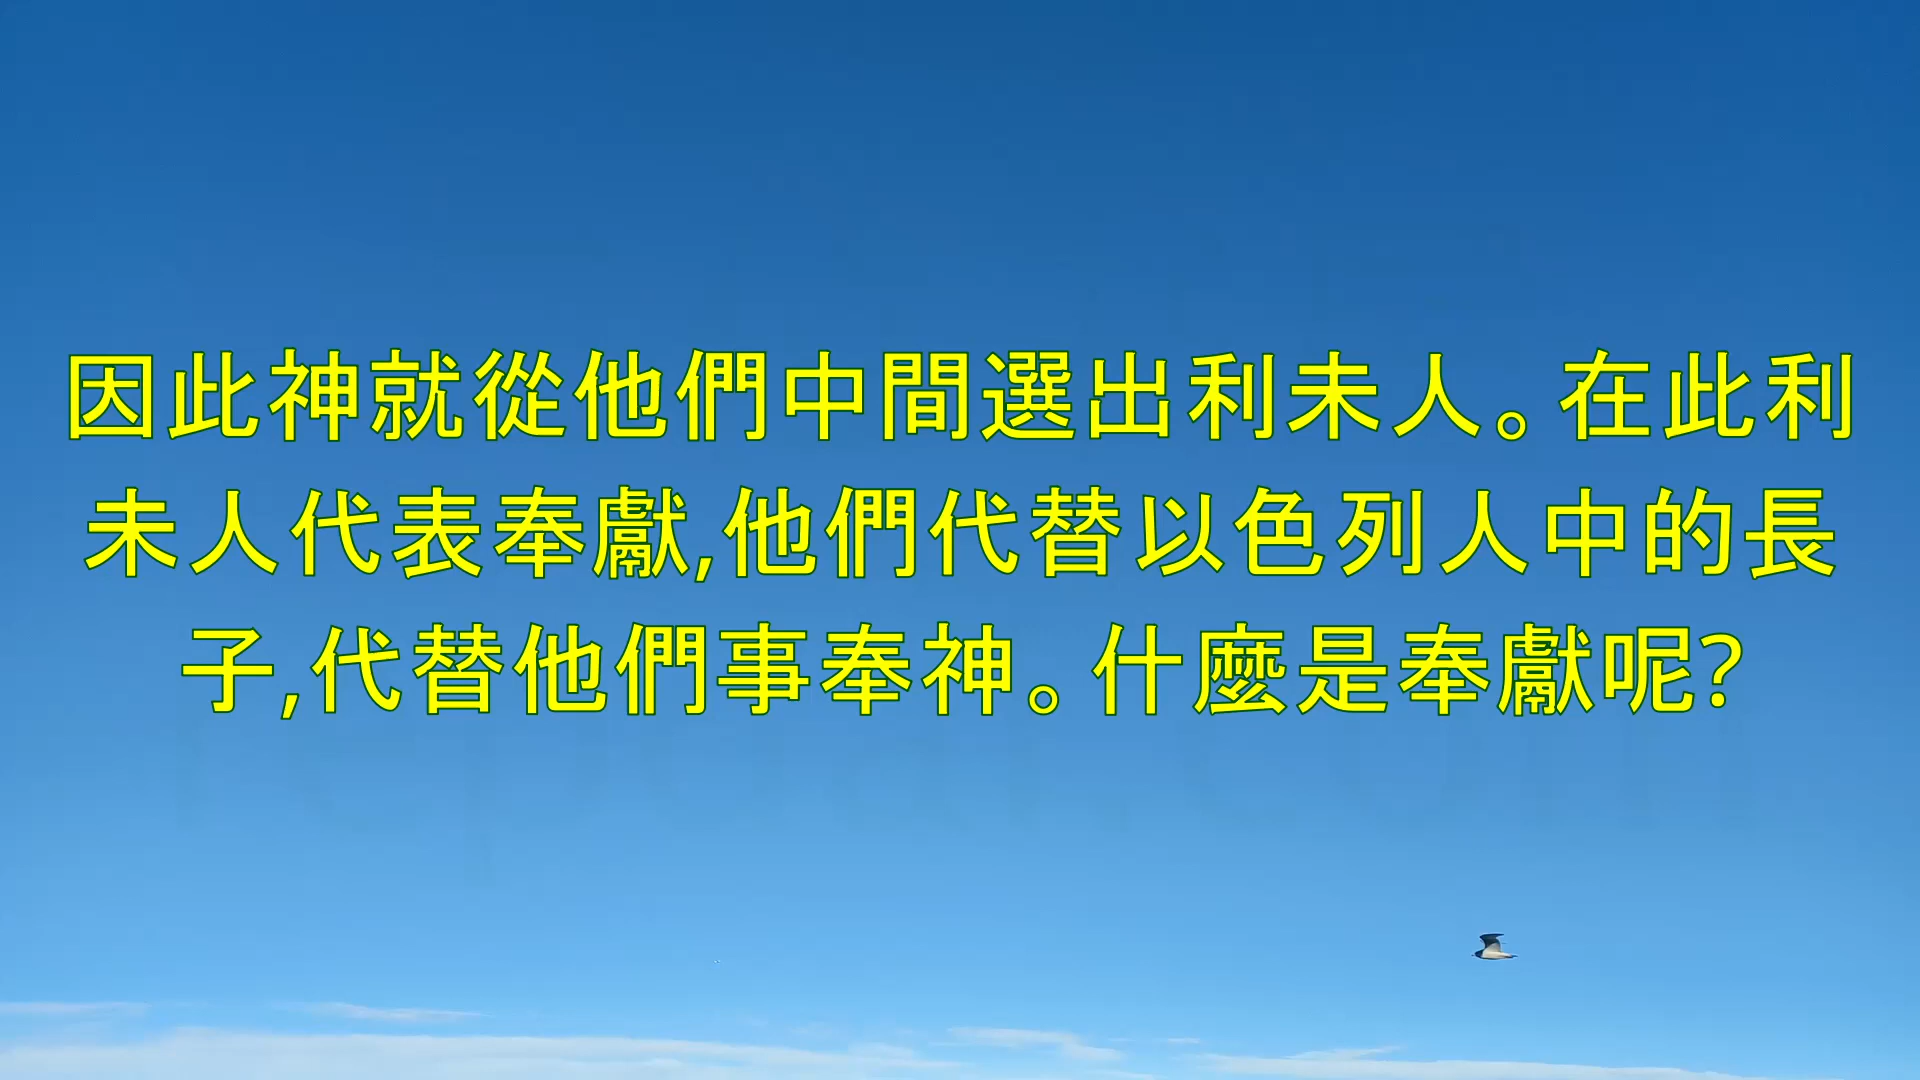 因此神就從他們中間選出利未人。在此利
未人代表奉獻,他們代替以色列人中的長
子,代替他們事奉神。什麼是奉獻呢?